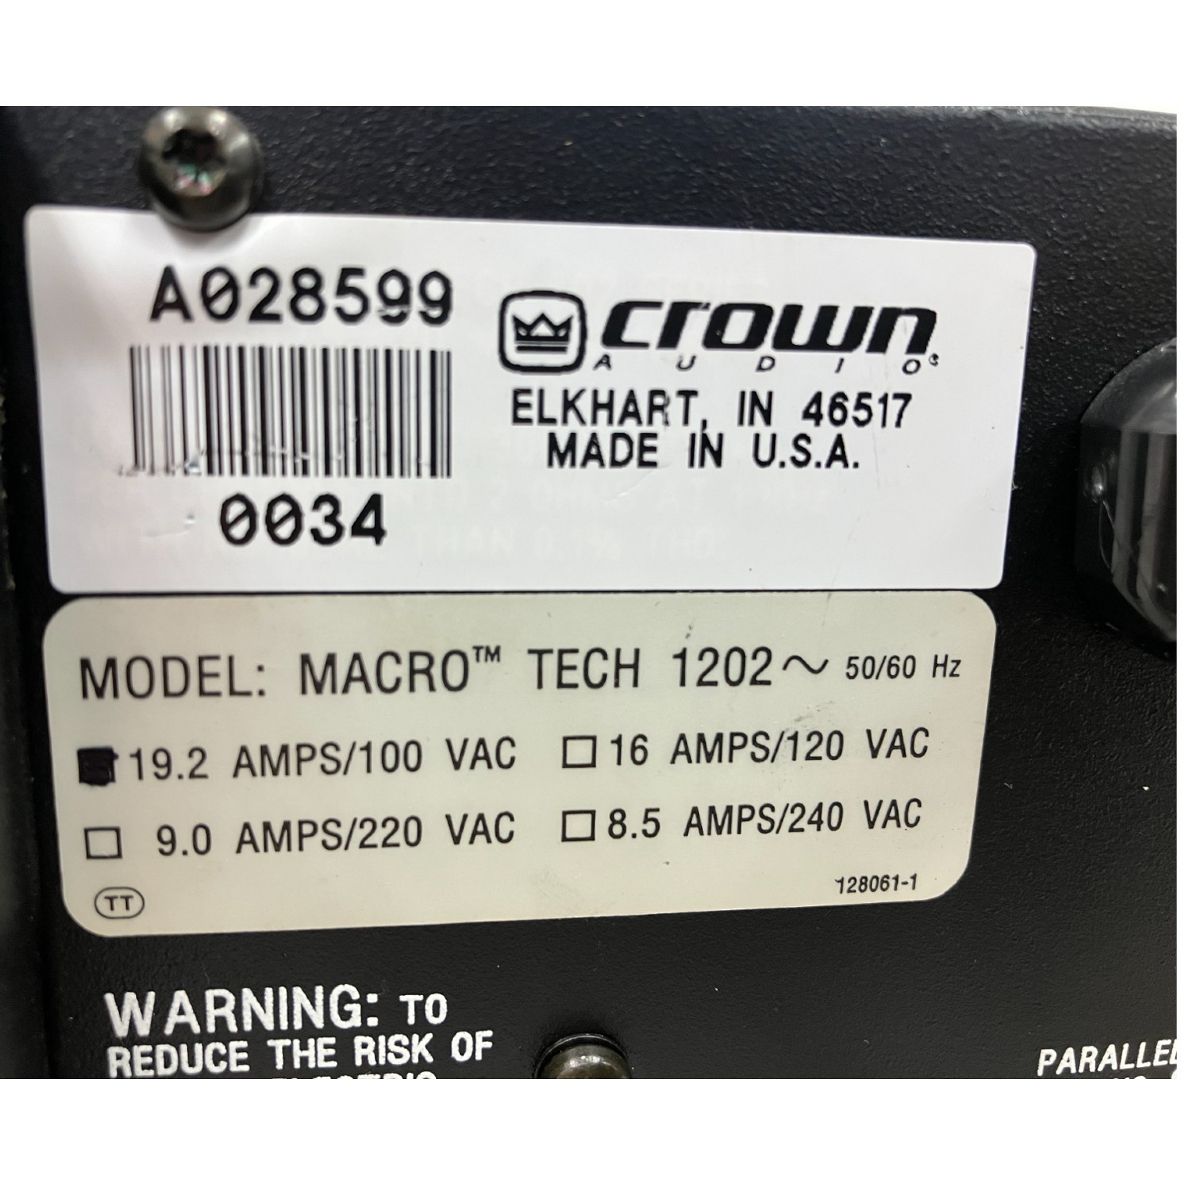 A028599
crown
AUDIO®
ELKHART, IN 46517
MADE IN U.S.A.
0034
MODEL: MACRO™ TECH 1202~ 50/60 Hz
19.2 AMPS/100 VAC 16 AMPS/120 VAC
9.0 AMPS/220 VAC 8.5 AMPS/240 VAC
TT 128061-1
WARNING: TO
REDUCE THE RISK OF